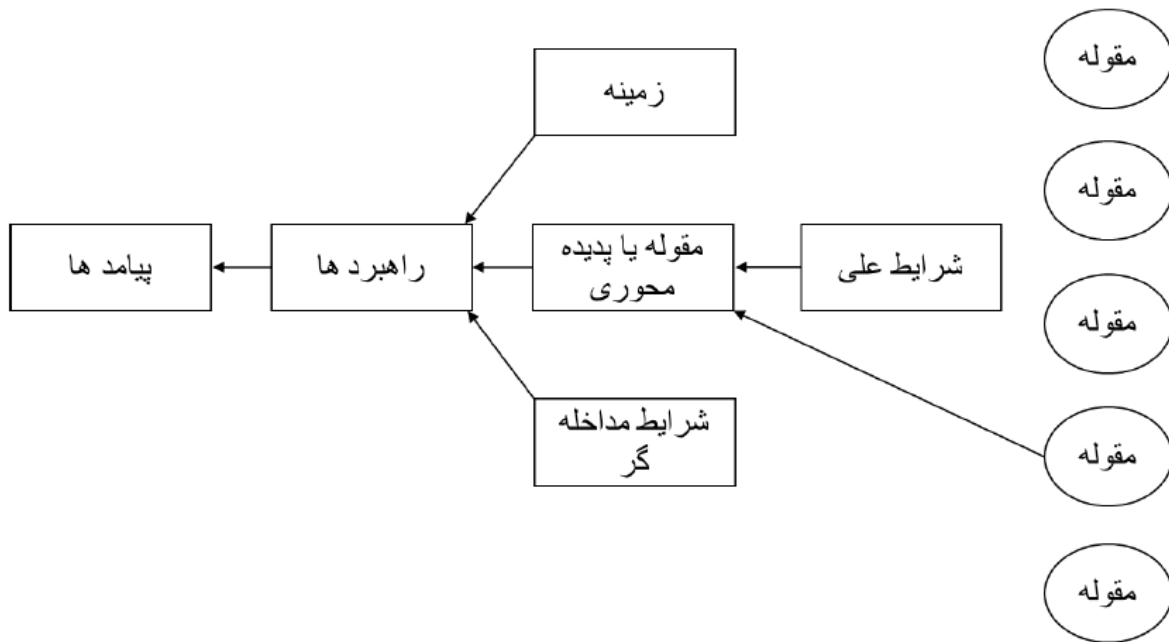 مقوله
زمینه
مقوله
شرایط علی
مقوله یا پدیده
محوری
راهبرد ها
پیامد ها
مقوله
شرایط مداخله
گر
مقوله
مقوله